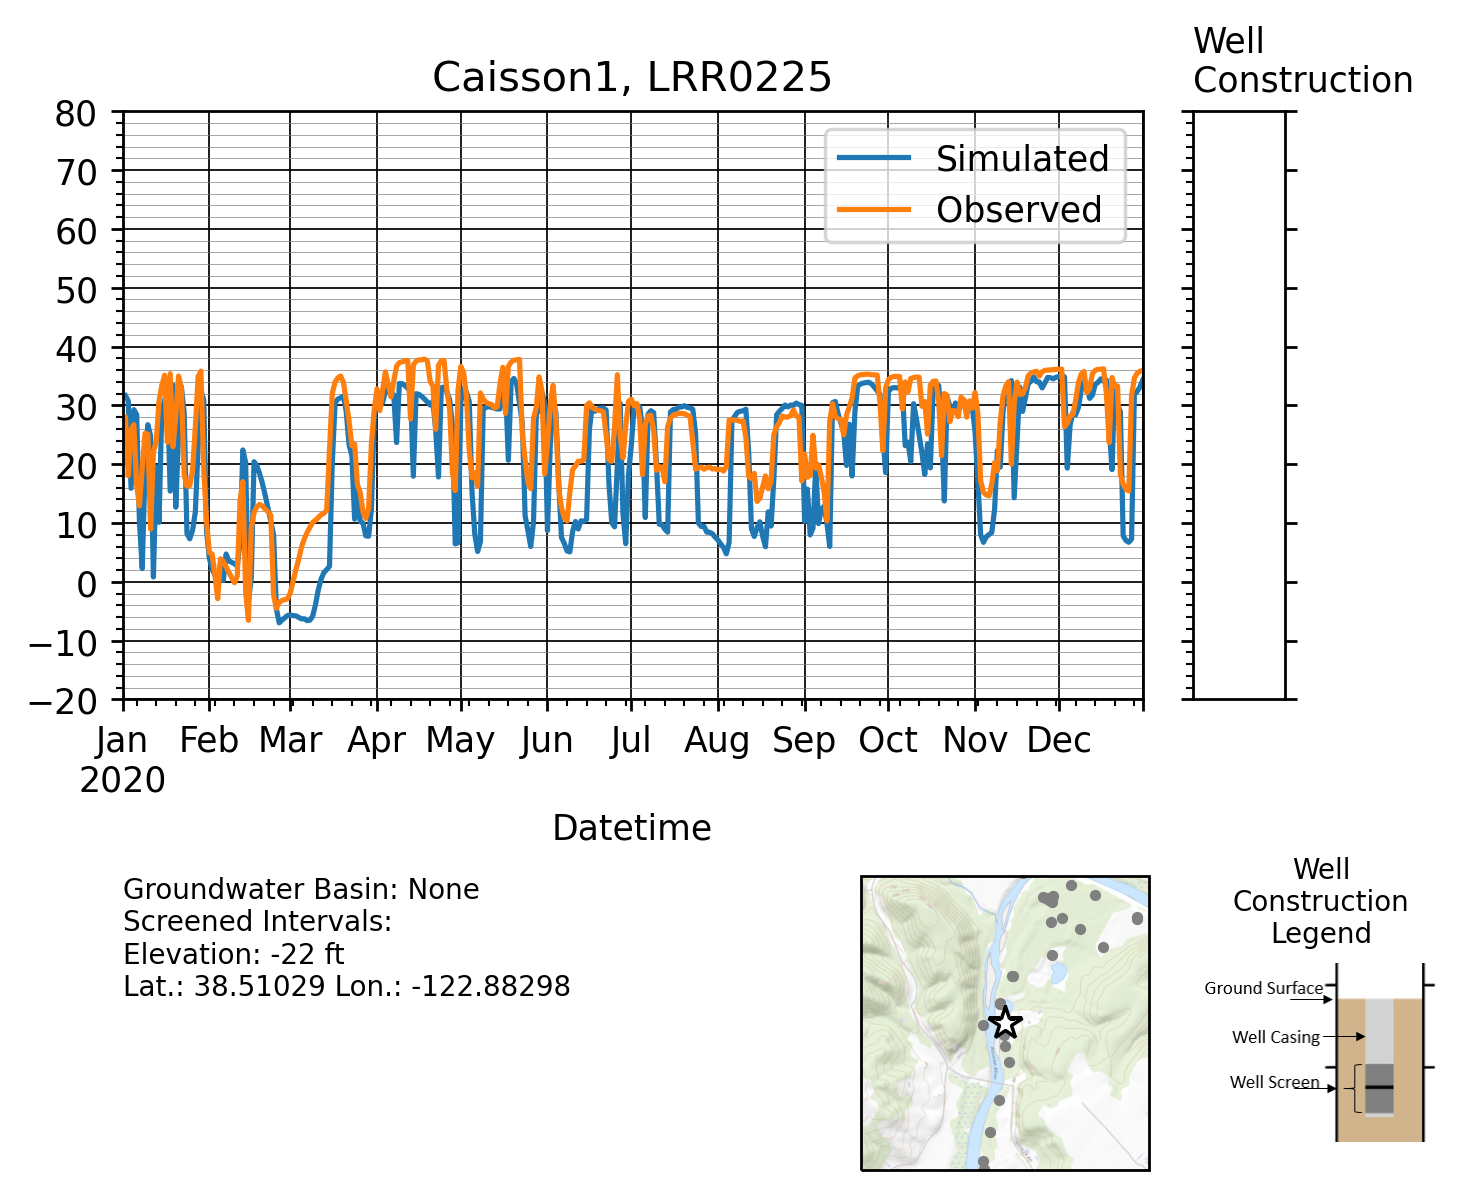 Well
Construction
Caisson1, LRR0225
80
70
60
50
40
30
20
10
0
−10
−20
Simulated
Observed
Jan Feb Mar Apr May Jun Jul Aug Sep Oct Nov Dec
2020
Datetime
Groundwater Basin: None
Screened Intervals:
Elevation: -22 ft
Lat.: 38.51029 Lon.: -122.88298
Well
Construction
Legend
Ground Surface
Well Casing
Well Screen